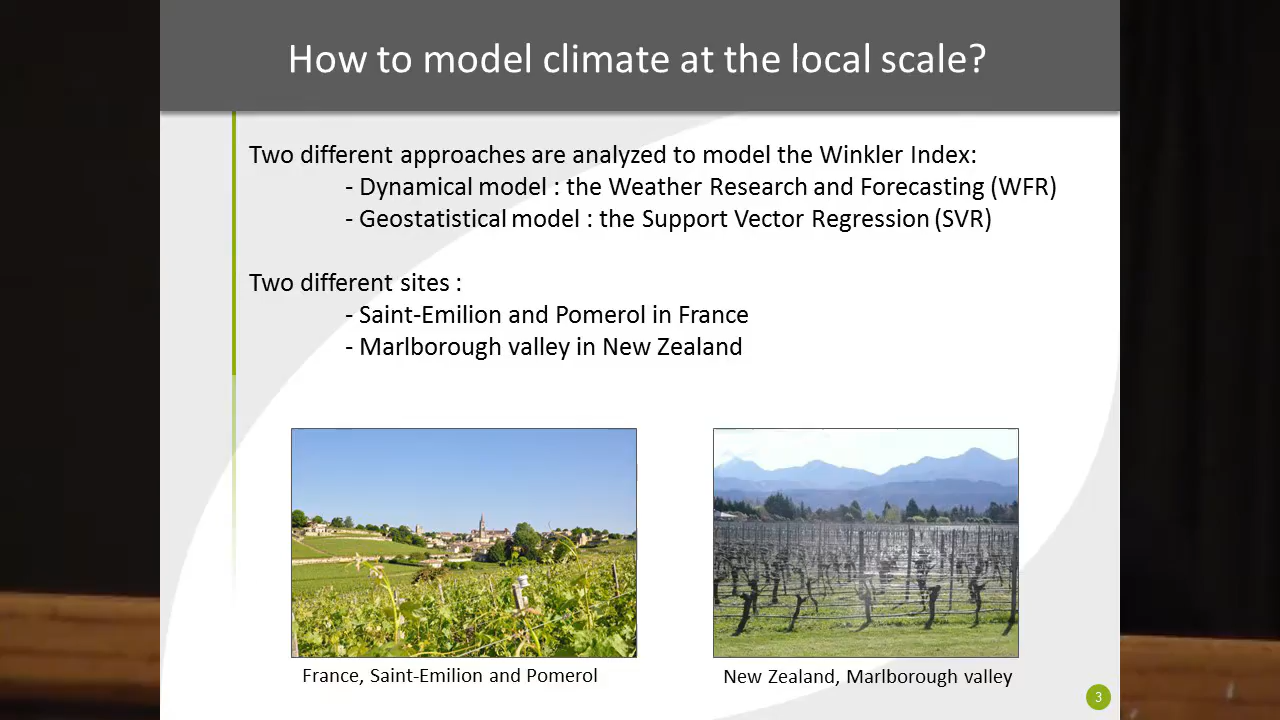 How to model climate at the local scale?
Two different approaches are analyzed to model the Winkler Index:
- Dynamical model : the Weather Research and Forecasting (WFR)
- Geostatistical model : the Support Vector Regression (SVR)
Two different sites :
- Saint-Emilion and Pomerol in France
- Marlborough valley in New Zealand
France, Saint-Emilion and Pomerol
New Zealand, Marlborough valley
3